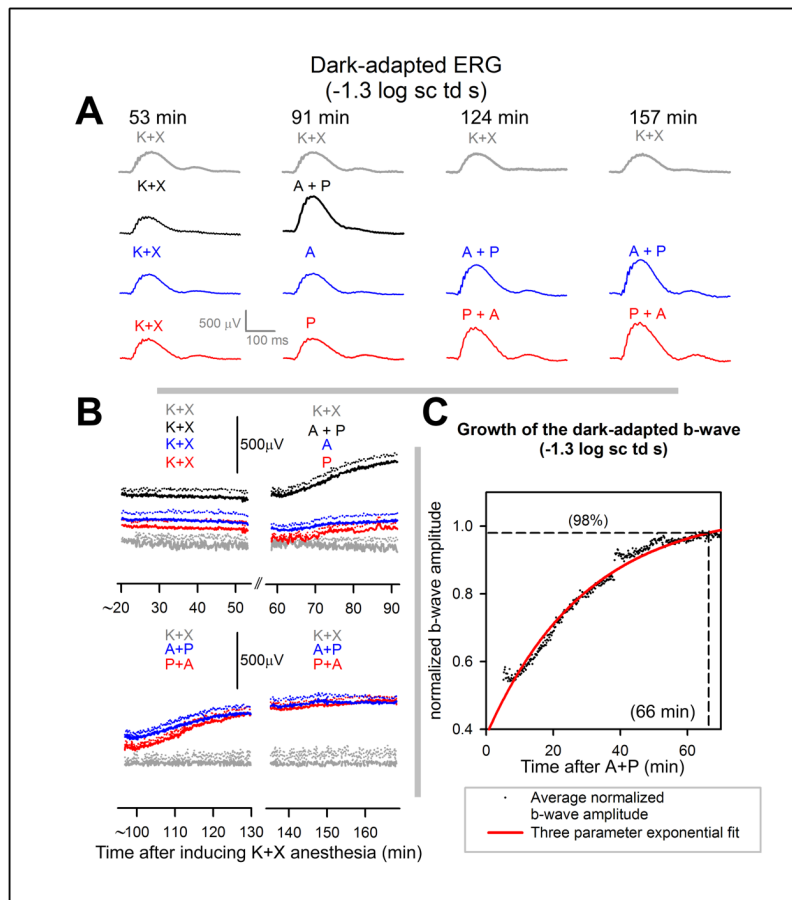 Dark-adapted ERG
(-1.3 log sc td s)
A
53 min 91 min 124 min 157 min
K+X K+X K+X K+X
K+X A + P
K+X A A + P A + P
K+X P P + A P + A
500 µV
100 ms
B
K+X K+X
K+X A + P
K+X A
K+X P
500µV
~20 30 40 50 // 60 70 80 90
K+X K+X
A+P A+P
P+A P+A
500µV
~100 110 120 130 140 150 160
Time after inducing K+X anesthesia (min)
C
Growth of the dark-adapted b-wave
(-1.3 log sc td s)
normalized b-wave amplitude
1.0
0.8
0.6
0.4
(98%)
(66 min)
0 20 40 60
Time after A+P (min)
Average normalized
b-wave amplitude
Three parameter exponential fit